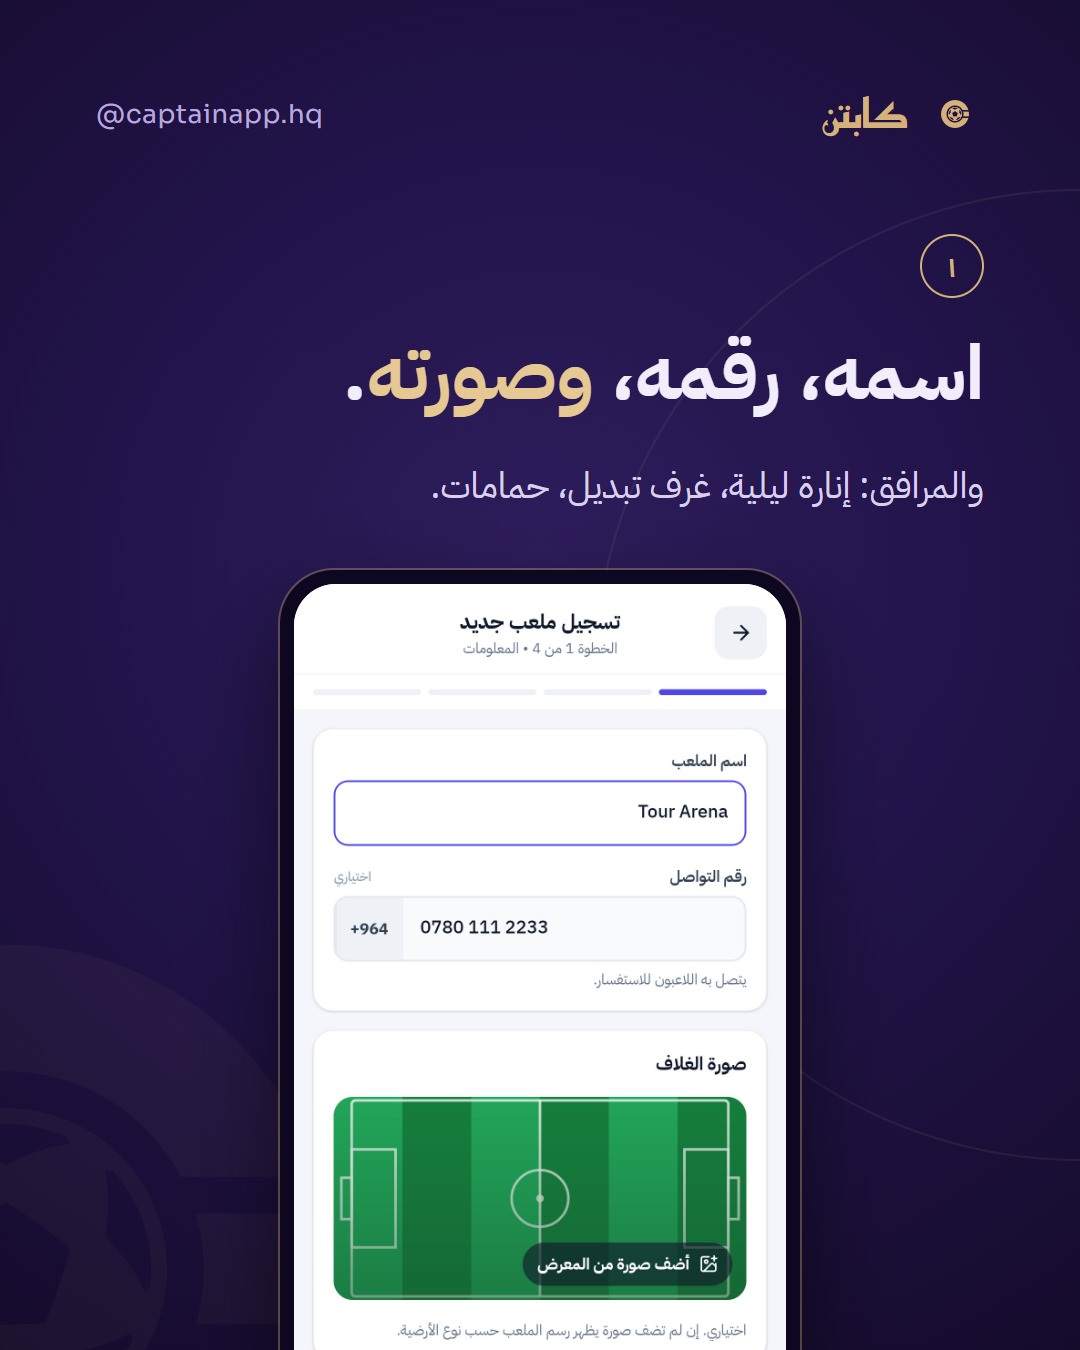 كابتن
@captainapp.hq
١
اسمه، رقمه، وصورته.
والمرافق: إنارة ليلية، غرف تبديل، حمامات.
تسجيل ملعب جديد
الخطوة 1 من 4 • المعلومات
اسم الملعب
Tour Arena
رقم التواصل اختياري
0780 111 2233 +964
يتصل به اللاعبون للاستفسار.
صورة الغلاف
أضف صورة من المعرض
اختياري. إن لم تضف صورة يظهر رسم الملعب حسب نوع الأرضية.